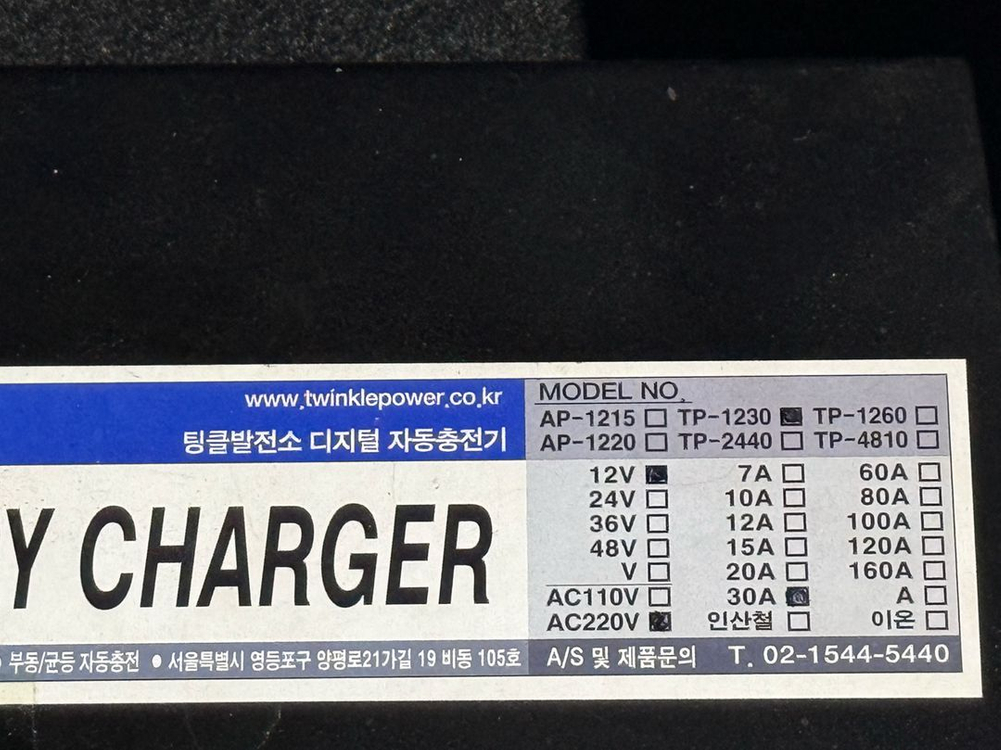 www.twinklepower.co.kr
팅클발전소 디지털 자동충전기
Y CHARGER
부동/균등 자동충전 ● 서울특별시 영등포구 양평로21가길 19 비동 105호
MODEL NO.
AP-1215 □ TP-1230 ■ TP-1260 □
AP-1220 □ TP-2440 □ TP-4810 □
12V ■ 7A □ 60A □
24V □ 10A □ 80A □
36V □ 12A □ 100A □
48V □ 15A □ 120A □
V □ 20A □ 160A □
AC110V □ 30A ■ A □
AC220V ■ 인산철 □ 이온 □
A/S 및 제품문의 T. 02-1544-5440